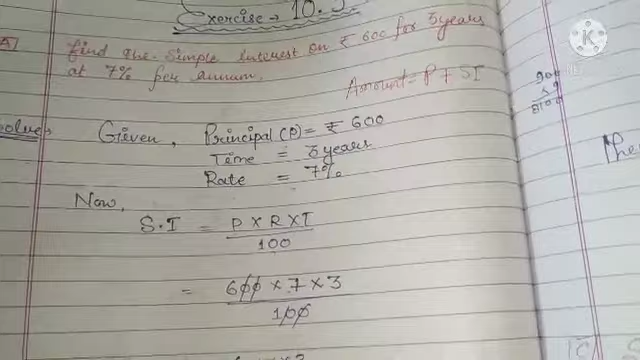 Exercise → 10.
A) find the simple interest on ₹ 600 for 3 years
at 7% per annum.
Amount = P + SI
Solve,
Given, Principal (P) = ₹ 600
Time = 3 years
Rate = 7%
Now,
S.I = P × R × T
100
= 600 × 7 × 3
100
K